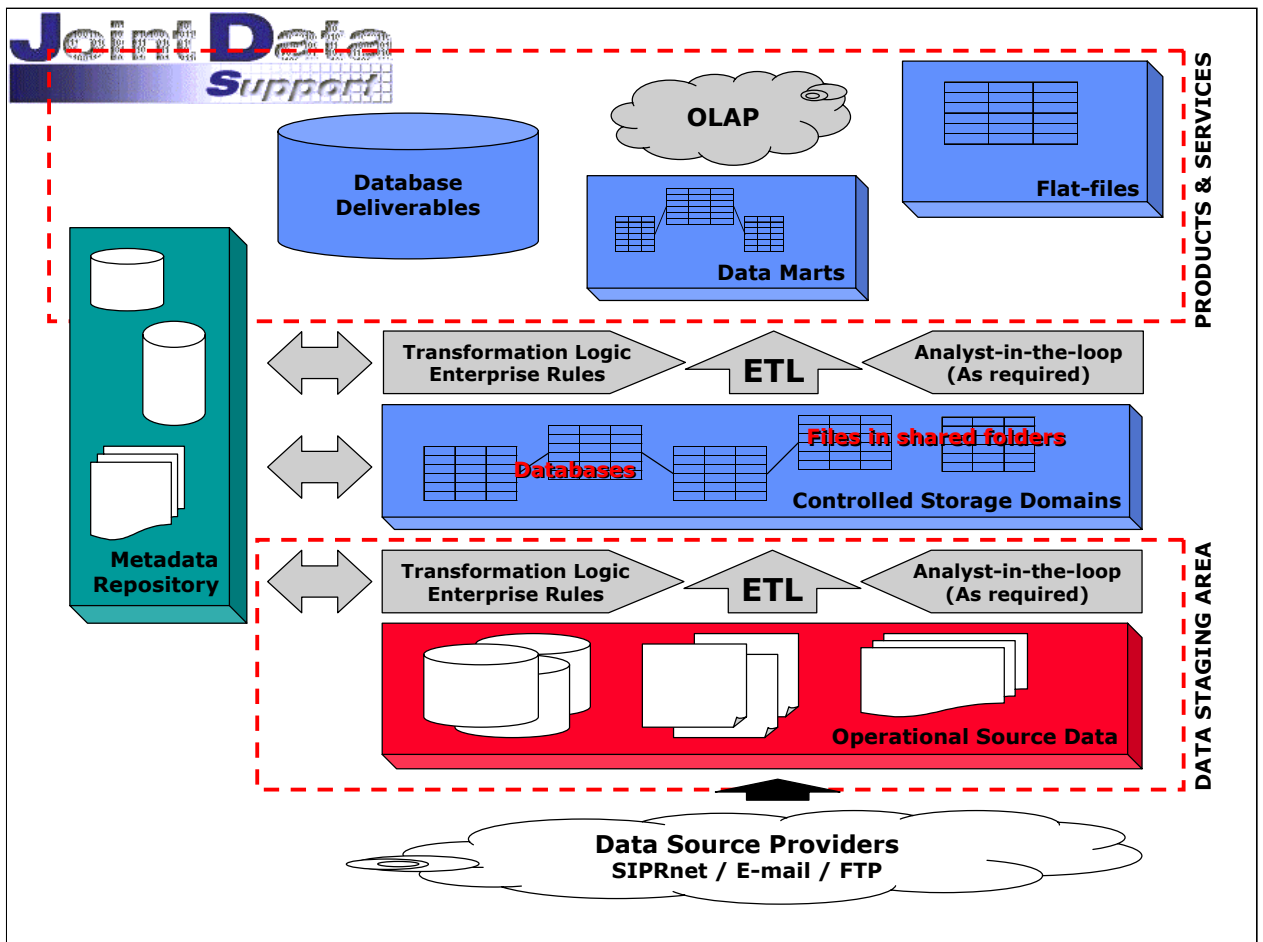 Joint Data
Support
PRODUCTS & SERVICES
OLAP
Database
Deliverables
Flat-files
Data Marts
Transformation Logic
Enterprise Rules
ETL
Analyst-in-the-loop
(As required)
Files in shared folders
Databases
Controlled Storage Domains
Metadata
Repository
DATA STAGING AREA
Transformation Logic
Enterprise Rules
ETL
Analyst-in-the-loop
(As required)
Operational Source Data
Data Source Providers
SIPRnet / E-mail / FTP